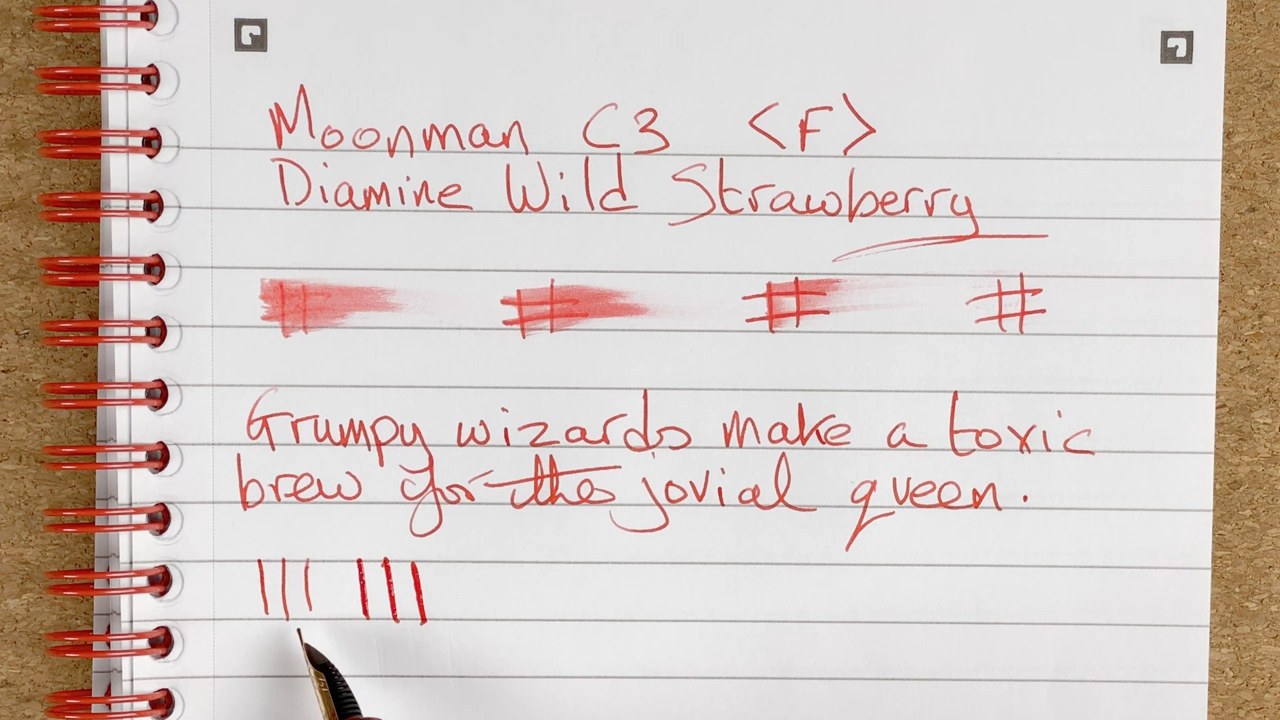 Moonman C3 <F>
Diamine Wild Strawberry
Grumpy wizards make a toxic
brew for the jovial queen.